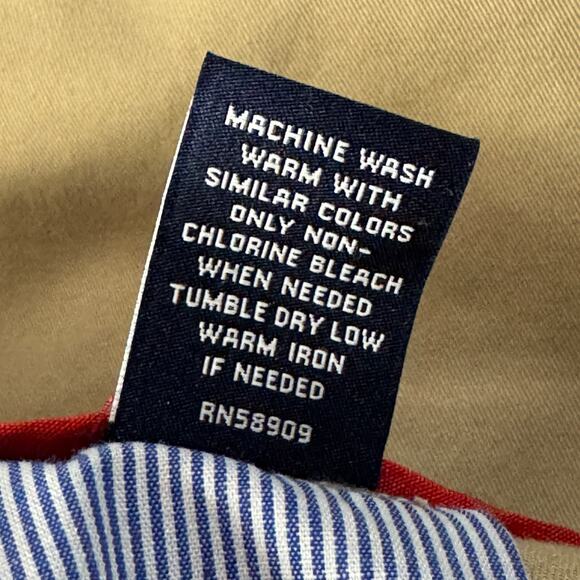 MACHINE WASH
WARM WITH
SIMILAR COLORS
ONLY NON-
CHLORINE BLEACH
WHEN NEEDED
TUMBLE DRY LOW
WARM IRON
IF NEEDED
RN58909